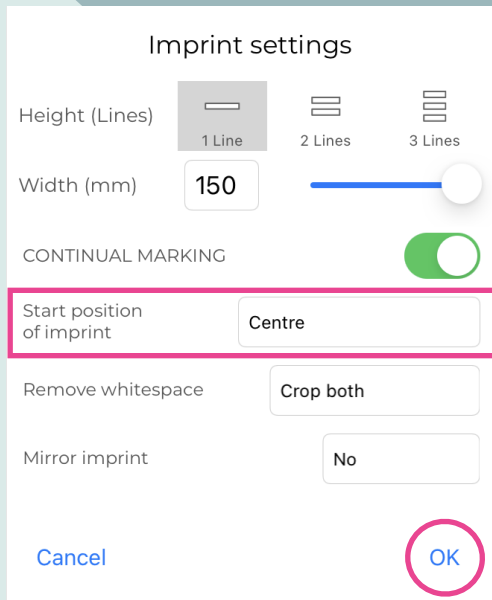 Imprint settings
Height (Lines)
1 Line
2 Lines
3 Lines
Width (mm)
150
CONTINUAL MARKING
Start position
of imprint
Centre
Remove whitespace
Crop both
Mirror imprint
No
Cancel
OK